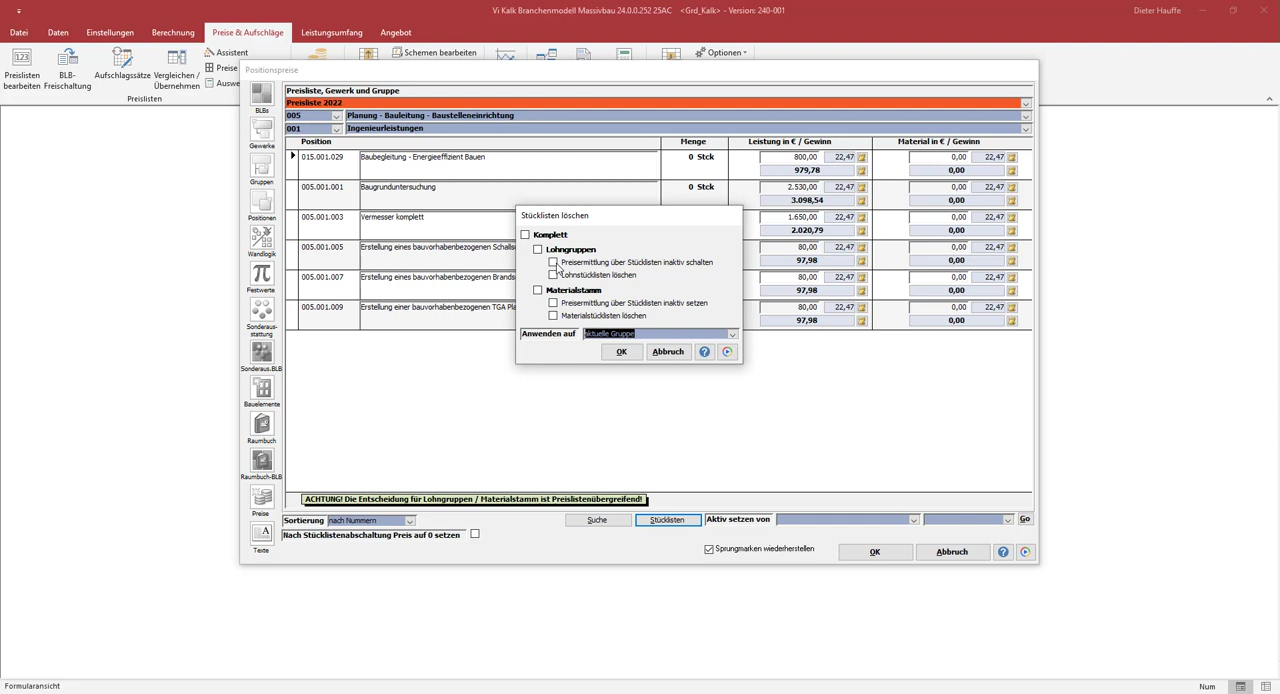 Vi Kalk Branchenmodell Massivbau 24.0.0.252 25AC <Grd_Kalk> - Version: 240-001
Dieter Hauffe
Datei Daten Einstellungen Berechnung Preise & Aufschläge Leistungsumfang Angebot
Assistent
Schemen bearbeiten
Optionen
Preislisten bearbeiten
BLB-Freischaltung
Aufschlagsätze
Vergleichen / Übernehmen
Preise
Auswe
Preislisten
Positionspreise
BLBs
Gewerke
Gruppen
Positionen
Wandlogik
Festwerte
Sonderaus-
stattung
Sonderaus.BLB
Bauelemente
Raumbuch
Raumbuch-BLB
Preise
Texte
Preisliste, Gewerk und Gruppe
Preisliste 2022
005 Planung - Bauleitung - Baustelleneinrichtung
001 Ingenieurleistungen
Position Menge Leistung in € / Gewinn Material in € / Gewinn
015.001.029 Baubegleitung - Energieeffizient Bauen 0 Stck 800,00 22,47 0,00 22,47
979,78 0,00
005.001.001 Baugrunduntersuchung 0 Stck 2.530,00 22,47 0,00 22,47
3.098,54 0,00
005.001.003 Vermesser komplett 1.650,00 22,47 0,00 22,47
2.020,79 0,00
005.001.005 Erstellung eines bauvorhabenbezogenen Schalls 80,00 22,47 0,00 22,47
97,98 0,00
005.001.007 Erstellung eines bauvorhabenbezogenen Brands 80,00 22,47 0,00 22,47
97,98 0,00
005.001.009 Erstellung einer bauvorhabenbezogenen TGA Pla 80,00 22,47 0,00 22,47
97,98 0,00
Stücklisten löschen
Komplett
Lohngruppen
Preisermittlung über Stücklisten inaktiv schalten
Lohnstücklisten löschen
Materialstamm
Preisermittlung über Stücklisten inaktiv setzen
Materialstücklisten löschen
Anwenden auf aktuelle Gruppe
OK Abbruch
ACHTUNG! Die Entscheidung für Lohngruppen / Materialstamm ist Preislistenübergreifend!
Sortierung nach Nummern Suche Stücklisten Aktiv setzen von Go
Nach Stücklistenabschaltung Preis auf 0 setzen
Sprungmarken wiederherstellen OK Abbruch
Formularansicht Num